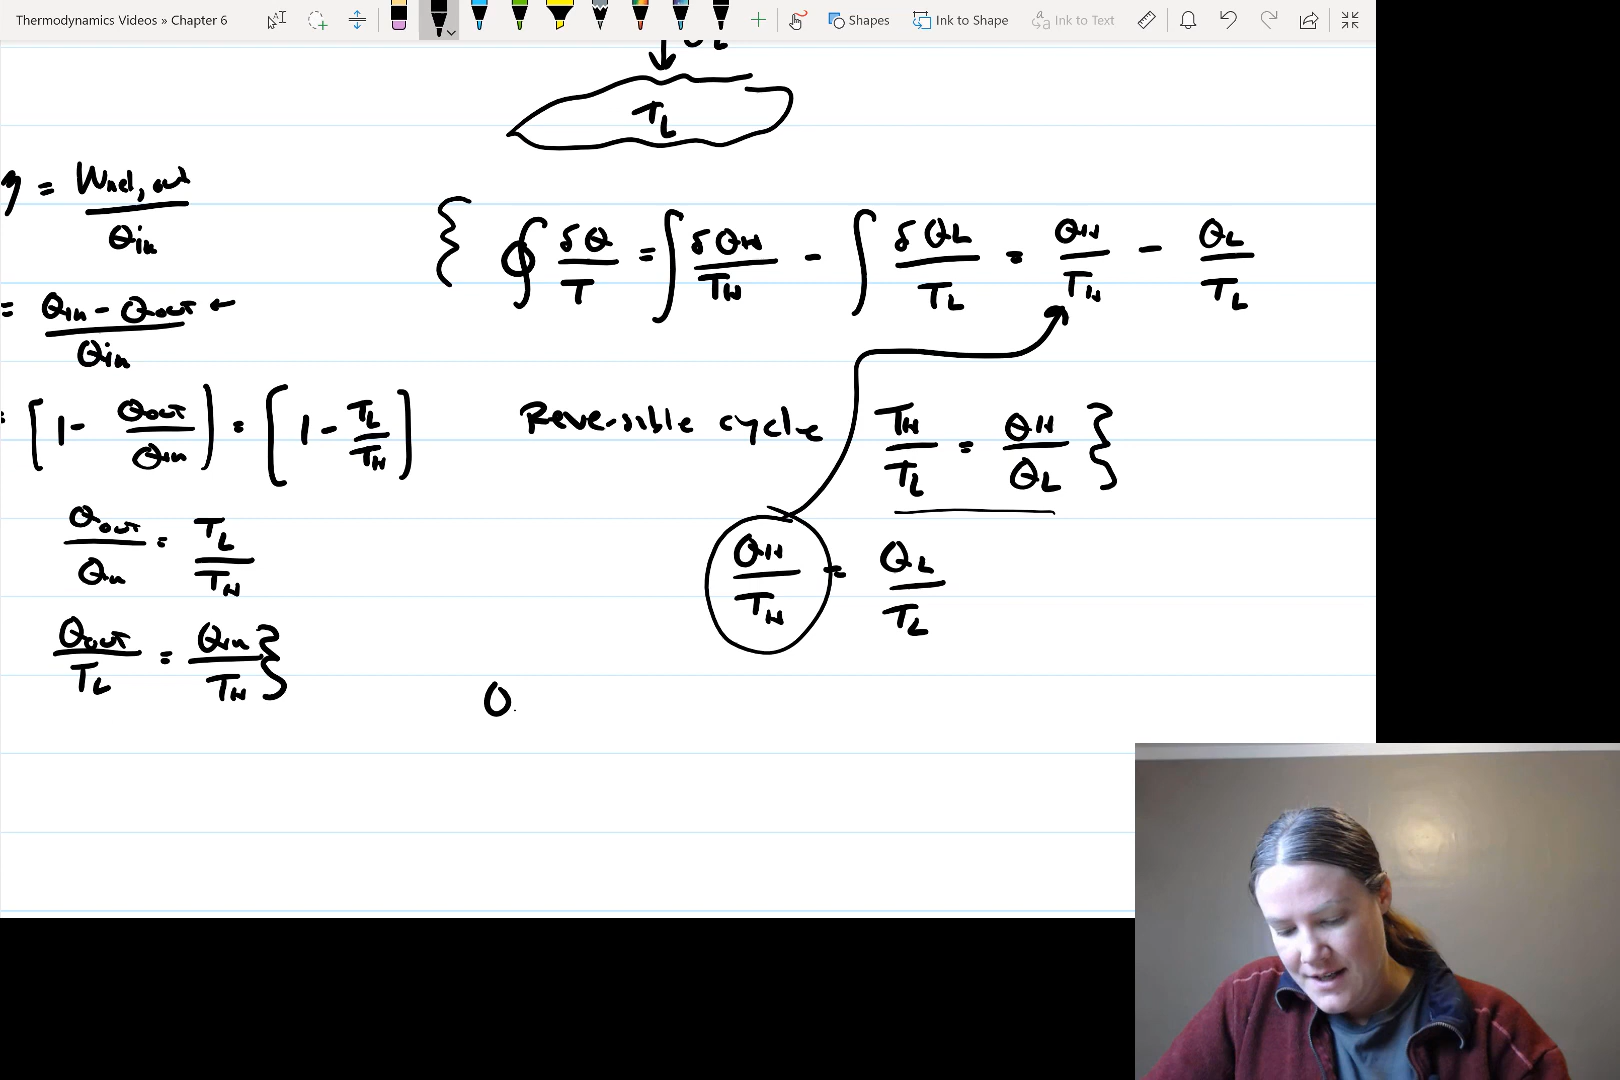 Thermodynamics Videos » Chapter 6
Shapes
Ink to Shape
Ink to Text
T_L
η = W_net, out / Q_in
= Q_in - Q_out / Q_in ←
= [1 - Q_out / Q_in] = [1 - T_L / T_H]
Q_out / Q_in = T_L / T_H
Q_out / T_L = Q_in / T_H }
{ ∮ δQ / T = ∫ δQ_H / T_H - ∫ δQ_L / T_L = Q_H / T_H - Q_L / T_L
Reversible cycle T_H / T_L = Q_H / Q_L }
Q_H / T_H = Q_L / T_L
0